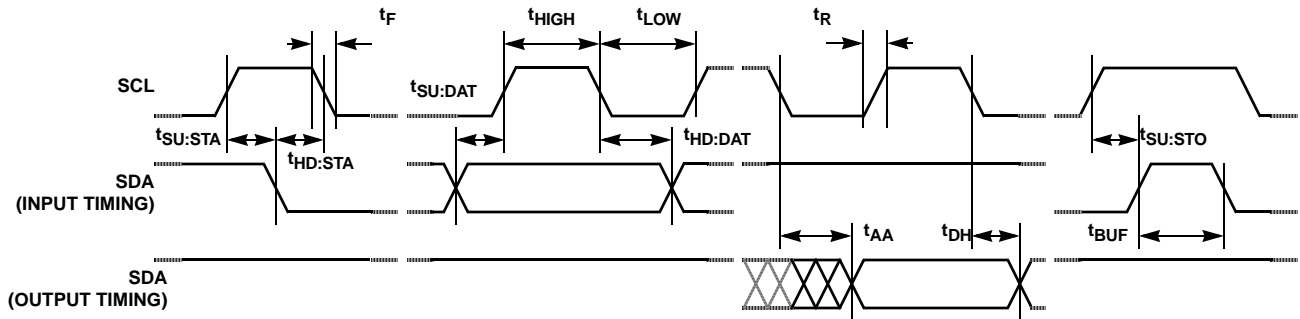 tF
tHIGH
tLOW
tR
SCL
tSU:DAT
tSU:STA
tHD:STA
tHD:DAT
tSU:STO
SDA
(INPUT TIMING)
tAA
tDH
tBUF
SDA
(OUTPUT TIMING)